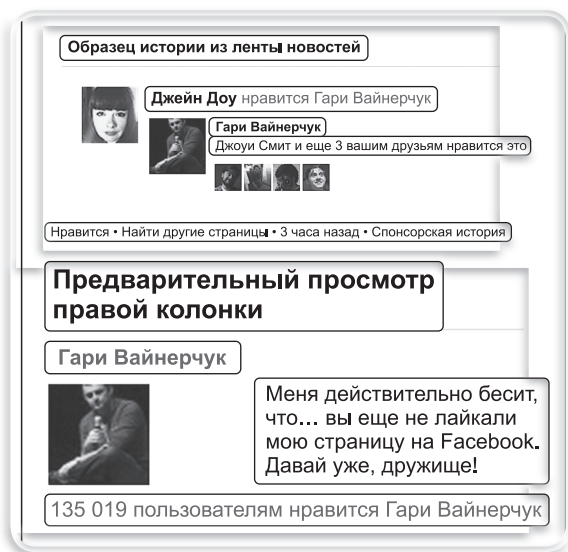 Образец истории из ленты новостей
Джейн Доу нравится Гари Вайнерчук
Гари Вайнерчук
Джоуи Смит и еще 3 вашим друзьям нравится это
Нравится • Найти другие страницы • 3 часа назад • Спонсорская история
Предварительный просмотр
правой колонки
Гари Вайнерчук
Меня действительно бесит,
что... вы еще не лайкали
мою страницу на Facebook.
Давай уже, дружище!
135 019 пользователям нравится Гари Вайнерчук